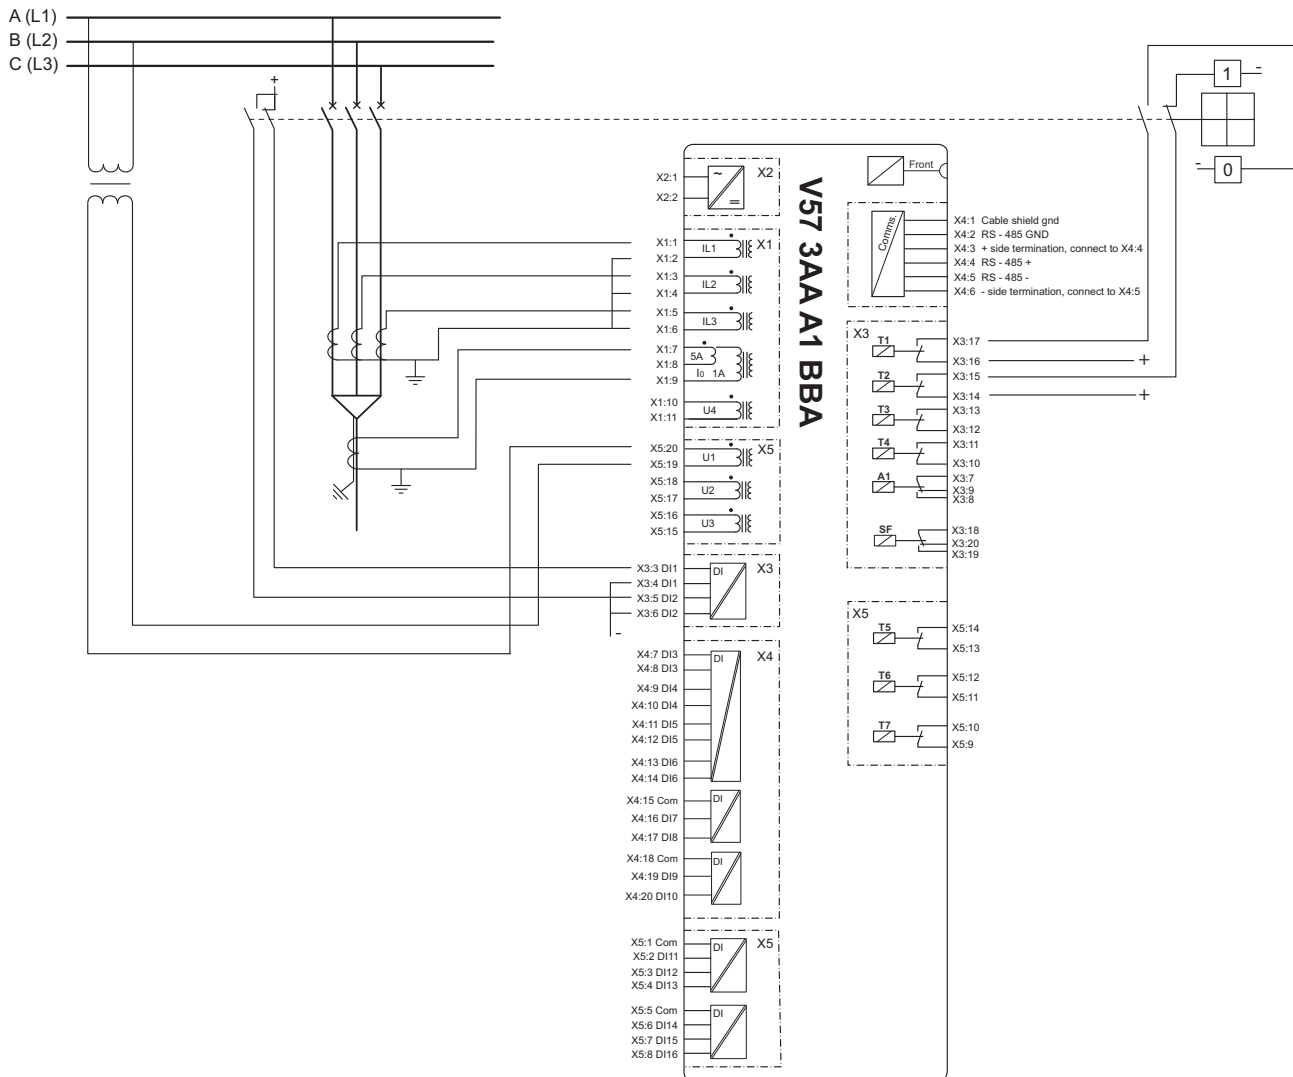 A (L1)
B (L2)
C (L3)
+
1
-
-
0
V57 3AA A1 BBA
X2:1
X2:2
~
=
X2
X1:1
X1:2
X1:3
X1:4
X1:5
X1:6
X1:7
X1:8
X1:9
X1:10
X1:11
IL1
IL2
IL3
5A
I0 1A
U4
X1
X5:20
X5:19
X5:18
X5:17
X5:16
X5:15
U1
U2
U3
X5
X3:3 DI1
X3:4 DI1
X3:5 DI2
X3:6 DI2
-
DI
X3
X4:7 DI3
X4:8 DI3
X4:9 DI4
X4:10 DI4
X4:11 DI5
X4:12 DI5
X4:13 DI6
X4:14 DI6
DI
X4
X4:15 Com
X4:16 DI7
X4:17 DI8
DI
X4:18 Com
X4:19 DI9
X4:20 DI10
DI
X5:1 Com
X5:2 DI11
X5:3 DI12
X5:4 DI13
DI
X5
X5:5 Com
X5:6 DI14
X5:7 DI15
X5:8 DI16
DI
Front
Comms.
X4:1 Cable shield gnd
X4:2 RS - 485 GND
X4:3 + side termination, connect to X4:4
X4:4 RS - 485 +
X4:5 RS - 485 -
X4:6 - side termination, connect to X4:5
X3
T1
X3:17
X3:16
+
T2
X3:15
X3:14
+
T3
X3:13
X3:12
T4
X3:11
X3:10
A1
X3:7
X3:9
X3:8
SF
X3:18
X3:20
X3:19
X5
T5
X5:14
X5:13
T6
X5:12
X5:11
T7
X5:10
X5:9